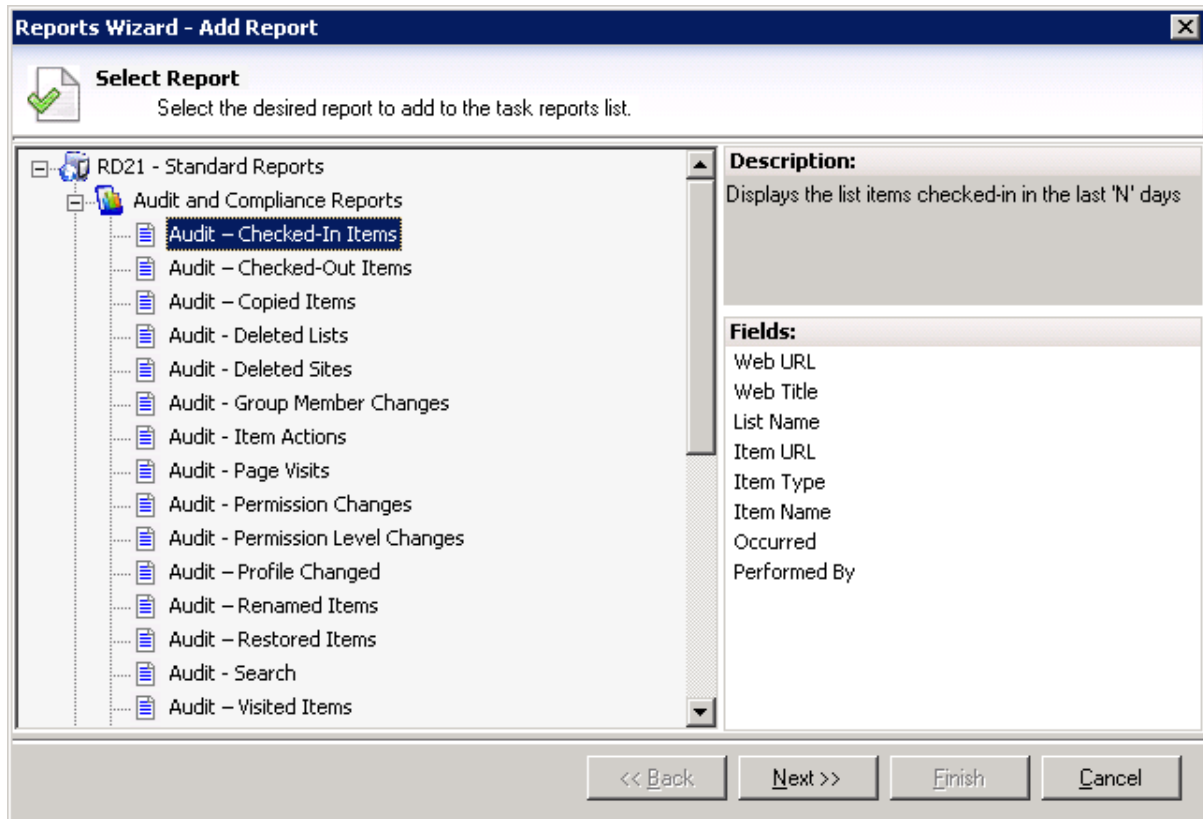 Reports Wizard - Add Report
Select Report
Select the desired report to add to the task reports list.
RD21 - Standard Reports
Audit and Compliance Reports
Audit – Checked-In Items
Audit – Checked-Out Items
Audit – Copied Items
Audit - Deleted Lists
Audit - Deleted Sites
Audit - Group Member Changes
Audit - Item Actions
Audit - Page Visits
Audit - Permission Changes
Audit - Permission Level Changes
Audit – Profile Changed
Audit – Renamed Items
Audit – Restored Items
Audit - Search
Audit – Visited Items
Description:
Displays the list items checked-in in the last 'N' days
Fields:
Web URL
Web Title
List Name
Item URL
Item Type
Item Name
Occurred
Performed By
<< Back
Next >>
Finish
Cancel